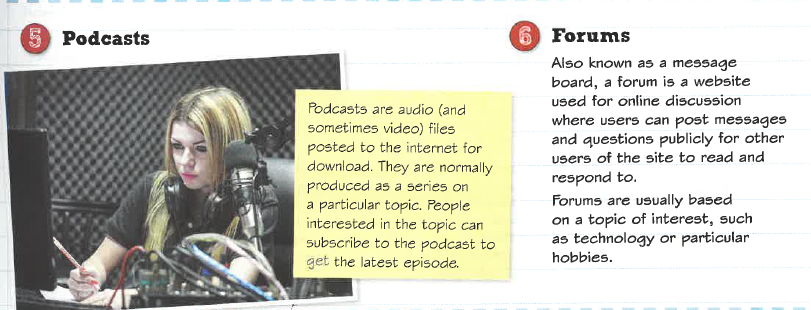 5 Podcasts
Podcasts are audio (and
sometimes video) files
posted to the internet for
download. They are normally
produced as a series on
a particular topic. People
interested in the topic can
subscribe to the podcast to
get the latest episode.
6 Forums
Also known as a message
board, a forum is a website
used for online discussion
where users can post messages
and questions publicly for other
users of the site to read and
respond to.
Forums are usually based
on a topic of interest, such
as technology or particular
hobbies.